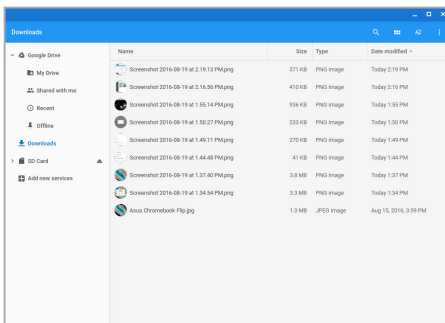 Downloads
Google Drive
My Drive
Shared with me
Recent
Offline
Downloads
SD Card
Add new services
Name Size Type Date modified
Screenshot 2016-08-19 at 2.19.13 PM.png 371 KB PNG image Today 2:19 PM
Screenshot 2016-08-19 at 2.16.56 PM.png 410 KB PNG image Today 2:16 PM
Screenshot 2016-08-19 at 1.55.14 PM.png 936 KB PNG image Today 1:55 PM
Screenshot 2016-08-19 at 1.50.27 PM.png 233 KB PNG image Today 1:50 PM
Screenshot 2016-08-19 at 1.49.11 PM.png 270 KB PNG image Today 1:49 PM
Screenshot 2016-08-19 at 1.44.48 PM.png 41 KB PNG image Today 1:44 PM
Screenshot 2016-08-19 at 1.37.40 PM.png 3.8 MB PNG image Today 1:37 PM
Screenshot 2016-08-19 at 1.34.54 PM.png 3.3 MB PNG image Today 1:34 PM
Asus Chromebook Flip.jpg 1.3 MB JPEG image Aug 15, 2016, 3:59 PM